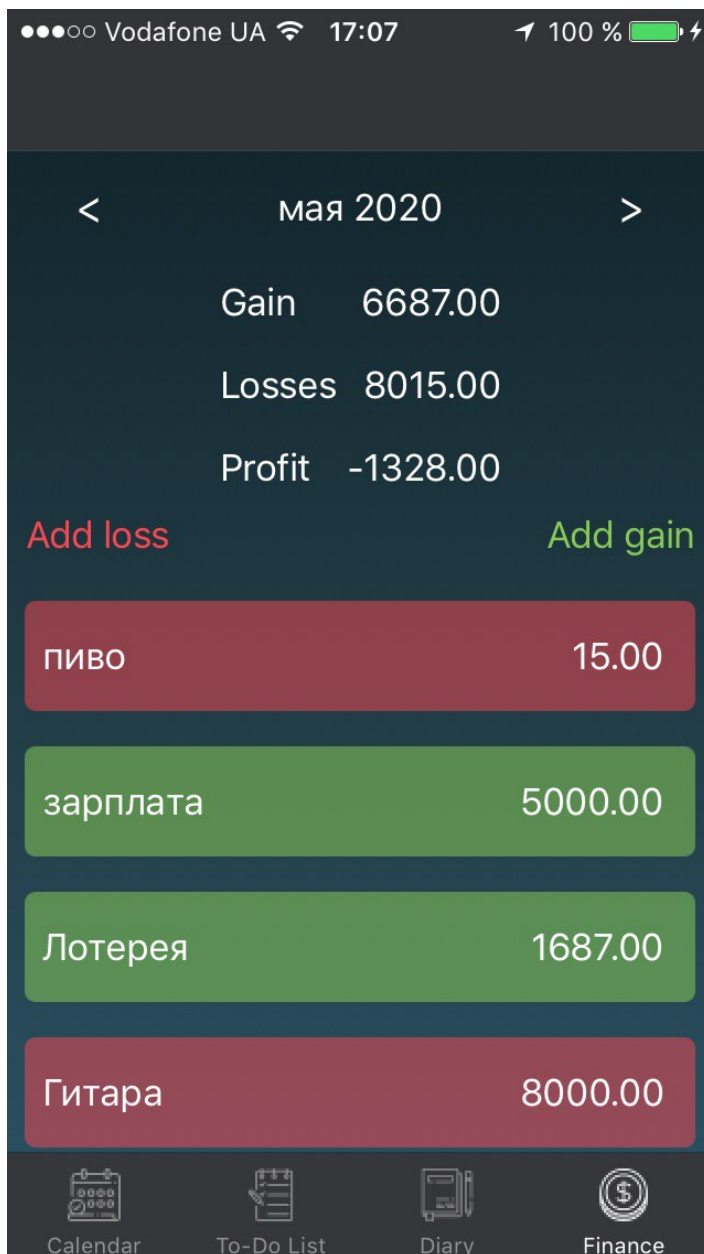 Vodafone UA 17:07 100 %
< мая 2020 >
Gain 6687.00
Losses 8015.00
Profit -1328.00
Add loss Add gain
пиво 15.00
зарплата 5000.00
Лотерея 1687.00
Гитара 8000.00
Calendar To-Do List Diary Finance